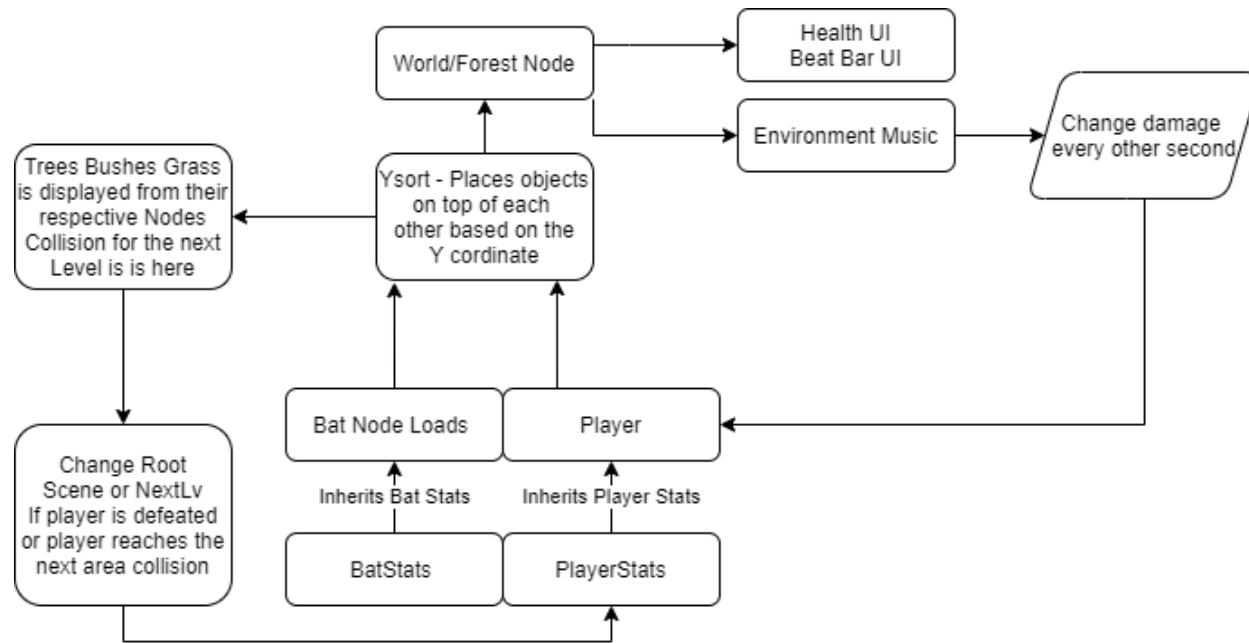 World/Forest Node
Health UI
Beat Bar UI
Environment Music
Change damage
every other second
Trees Bushes Grass
is displayed from their
respective Nodes
Collision for the next
Level is is here
Ysort - Places objects
on top of each
other based on the
Y cordinate
Bat Node Loads
Player
Change Root
Scene or NextLv
If player is defeated
or player reaches the
next area collision
Inherits Bat Stats
Inherits Player Stats
BatStats
PlayerStats